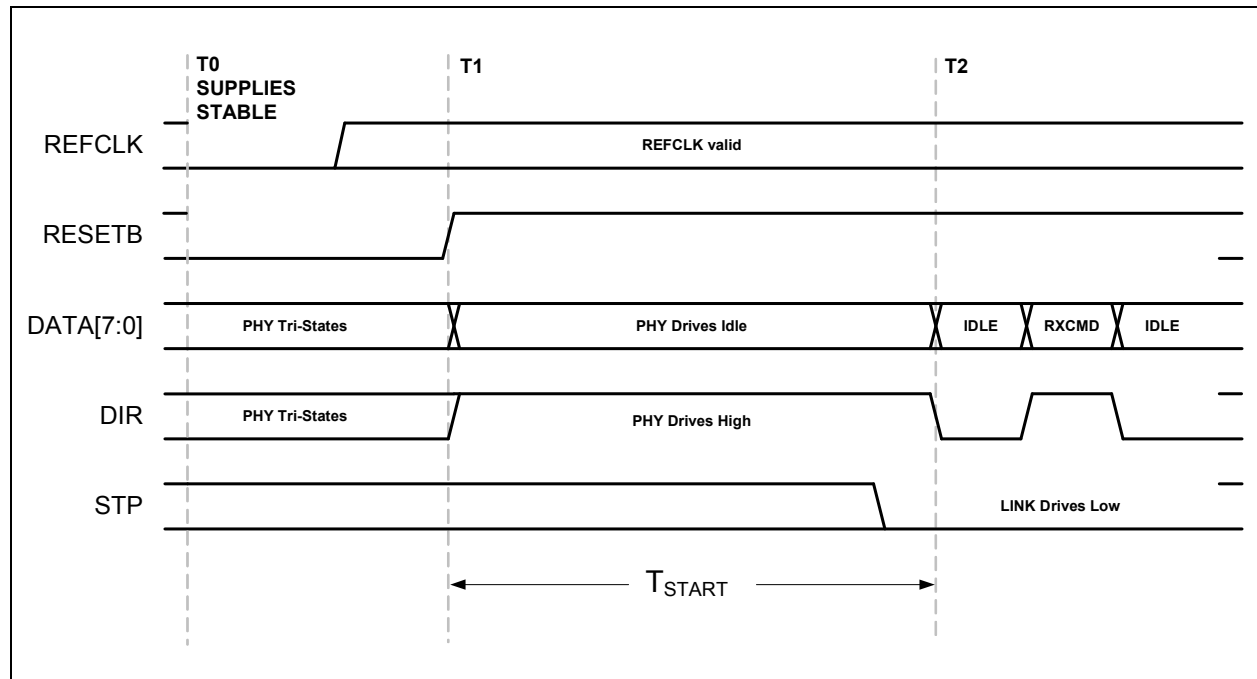 T0
SUPPLIES
STABLE
T1
T2
REFCLK
REFCLK valid
RESETB
DATA[7:0]
PHY Tri-States
PHY Drives Idle
IDLE
RXCMD
IDLE
DIR
PHY Tri-States
PHY Drives High
STP
LINK Drives Low
TSTART